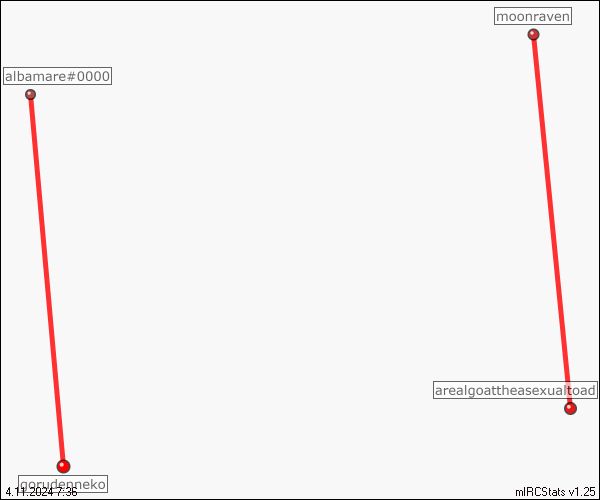 moonraven
albamare#0000
arealgoattheasexualtoad
gorudenneko
4.11.2024 7:36
mIRCStats v1.25